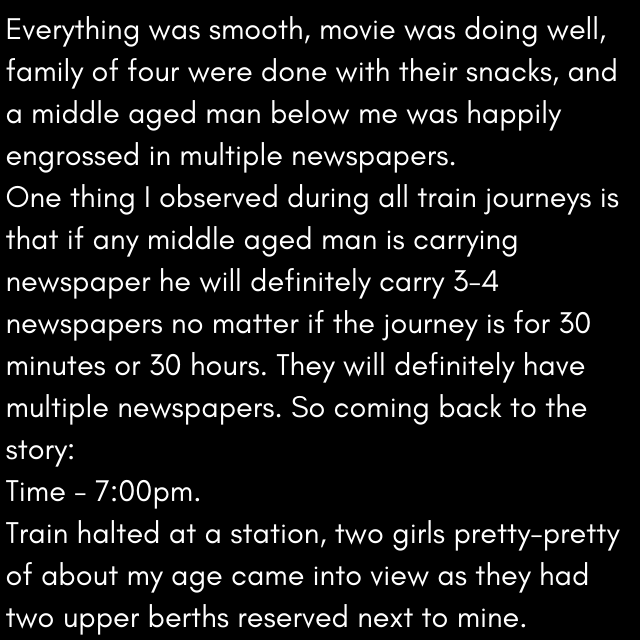 Everything was smooth, movie was doing well,
family of four were done with their snacks, and
a middle aged man below me was happily
engrossed in multiple newspapers.
One thing I observed during all train journeys is
that if any middle aged man is carrying
newspaper he will definitely carry 3-4
newspapers no matter if the journey is for 30
minutes or 30 hours. They will definitely have
multiple newspapers. So coming back to the
story:
Time - 7:00pm.
Train halted at a station, two girls pretty-pretty
of about my age came into view as they had
two upper berths reserved next to mine.